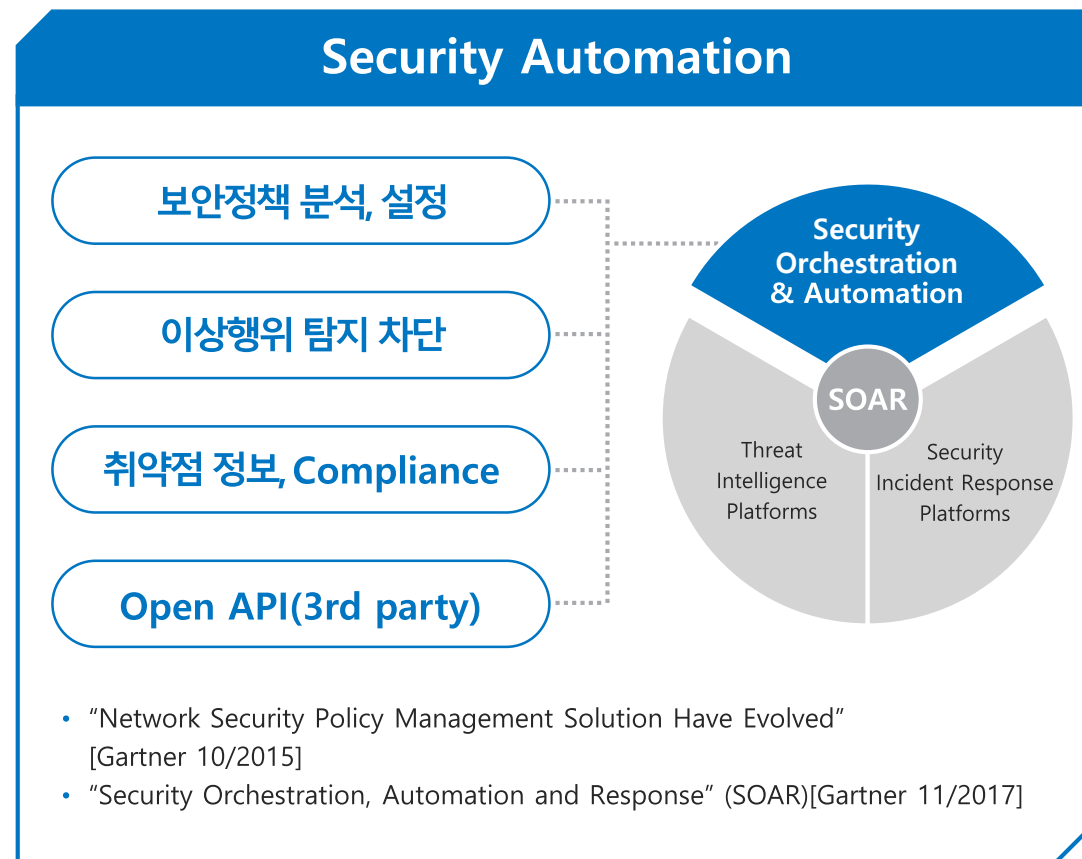 Security Automation
보안정책 분석, 설정
이상행위 탐지 차단
취약점 정보, Compliance
Open API(3rd party)
Security
Orchestration
& Automation
SOAR
Threat
Intelligence
Platforms
Security
Incident Response
Platforms
• “Network Security Policy Management Solution Have Evolved”
[Gartner 10/2015]
• “Security Orchestration, Automation and Response” (SOAR)[Gartner 11/2017]